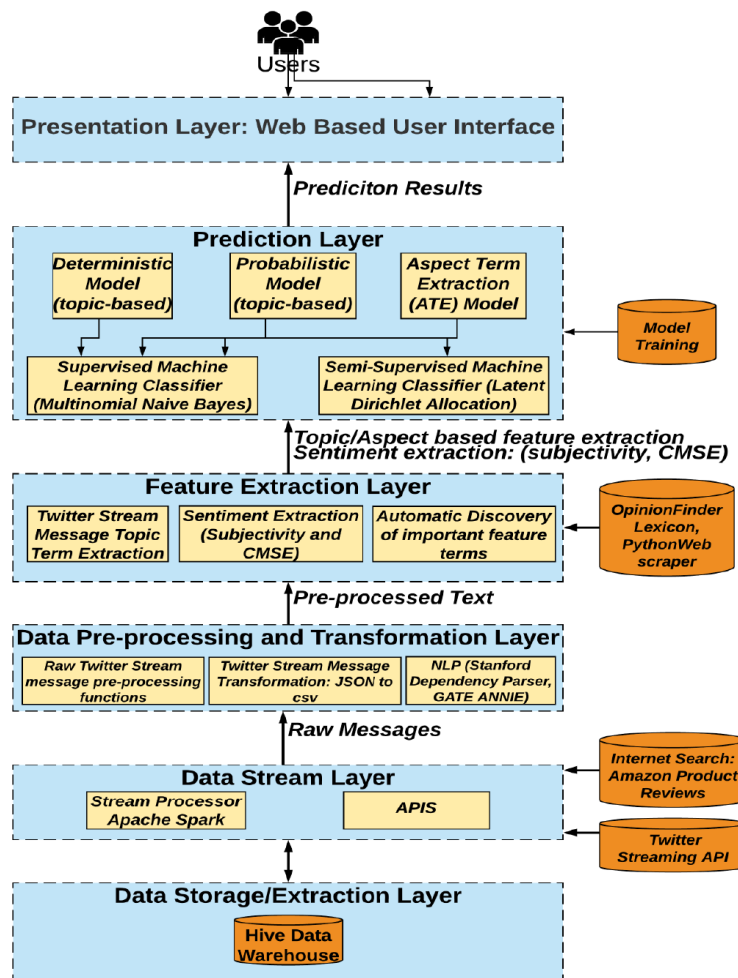 Users
Presentation Layer: Web Based User Interface
Prediciton Results
Prediction Layer
Deterministic
Model
(topic-based)
Probabilistic
Model
(topic-based)
Aspect Term
Extraction
(ATE) Model
Model
Training
Supervised Machine
Learning Classifier
(Multinomial Naive Bayes)
Semi-Supervised Machine
Learning Classifier (Latent
Dirichlet Allocation)
Topic/Aspect based feature extraction
Sentiment extraction: (subjectivity, CMSE)
Feature Extraction Layer
Twitter Stream
Message Topic
Term Extraction
Sentiment Extraction
(Subjectivity and
CMSE)
Automatic Discovery
of important feature
terms
OpinionFinder
Lexicon,
PythonWeb
scraper
Pre-processed Text
Data Pre-processing and Transformation Layer
Raw Twitter Stream
message pre-processing
functions
Twitter Stream Message
Transformation: JSON to
csv
NLP (Stanford
Dependency Parser,
GATE ANNIE)
Raw Messages
Data Stream Layer
Stream Processor
Apache Spark
APIS
Internet Search:
Amazon Product
Reviews
Twitter
Streaming API
Data Storage/Extraction Layer
Hive Data
Warehouse